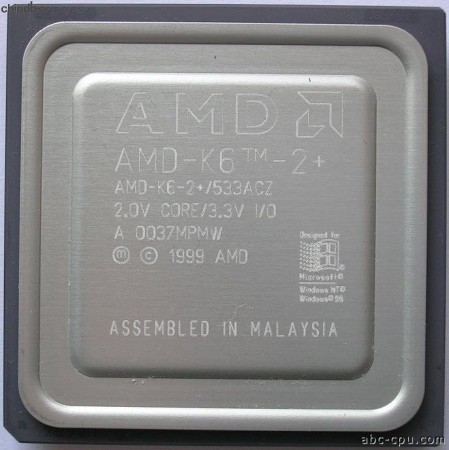 AMD
AMD-K6™-2+
AMD-K6-2+/533ACZ
2.0V CORE/3.3V I/O
A 0037MPMW
ⓜ © 1999 AMD
Designed for
Microsoft®
Windows NT®
Windows® 98
ASSEMBLED IN MALAYSIA
abc-cpu.com